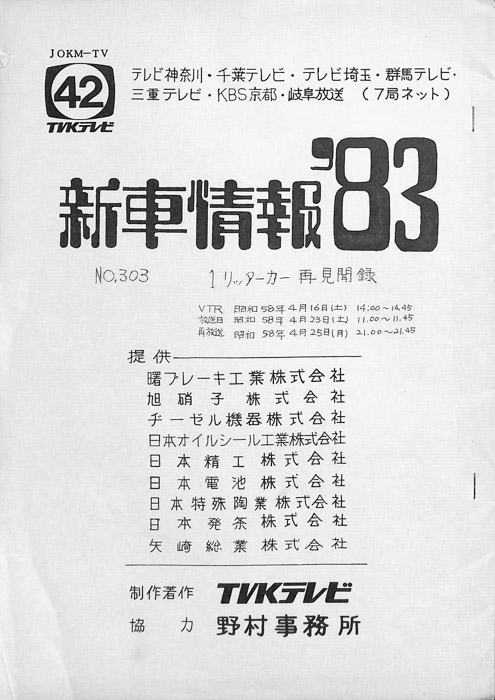 JOKM-TV
42
TVKテレビ
テレビ神奈川・千葉テレビ・テレビ埼玉・群馬テレビ・
三重テレビ・KBS京都・岐阜放送 (7局ネット)
新車情報'83
NO,303 1リッターカー 再見聞録
VTR 昭和58年4月16日(土) 14:00〜14.45
放送日 昭和58年4月23日(土) 11.00〜11.45
再放送 昭和58年4月25日(月) 21.00〜21.45
提供
曙ブレーキ工業株式会社
旭硝子株式会社
ヂーゼル機器株式会社
日本オイルシール工業株式会社
日本精工株式会社
日本電池株式会社
日本特殊陶業株式会社
日本発条株式会社
矢崎総業株式会社
制作著作 TVKテレビ
協力 野村事務所